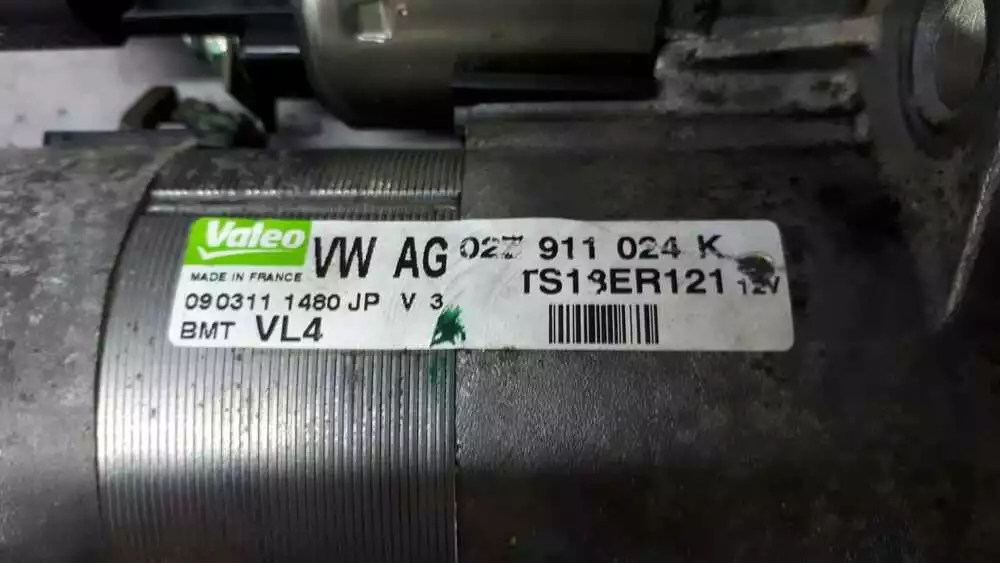 Valeo
MADE IN FRANCE
VW AG 02Z 911 024 K
TS18ER121 12V
090311 1480 JP V 3
BMT VL4